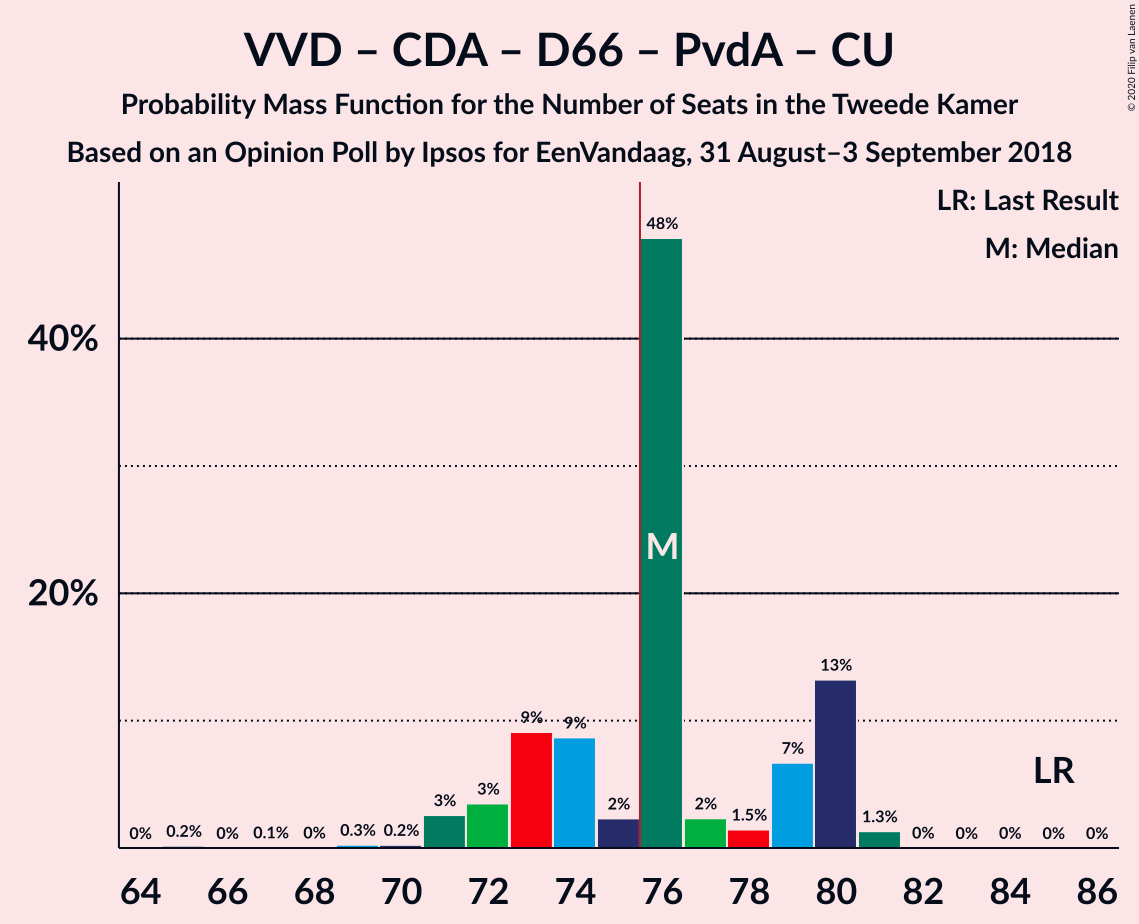 VVD – CDA – D66 – PvdA – CU
Probability Mass Function for the Number of Seats in the Tweede Kamer
Based on an Opinion Poll by Ipsos for EenVandaag, 31 August–3 September 2018
© 2020 Filip van Laenen
LR: Last Result
M: Median
40%
20%
0% 0.2% 0% 0.1% 0% 0.3% 0.2% 3% 3% 9% 9% 2% 48% 2% 1.5% 7% 13% 1.3% 0% 0% 0% 0% 0%
M
LR
64 66 68 70 72 74 76 78 80 82 84 86